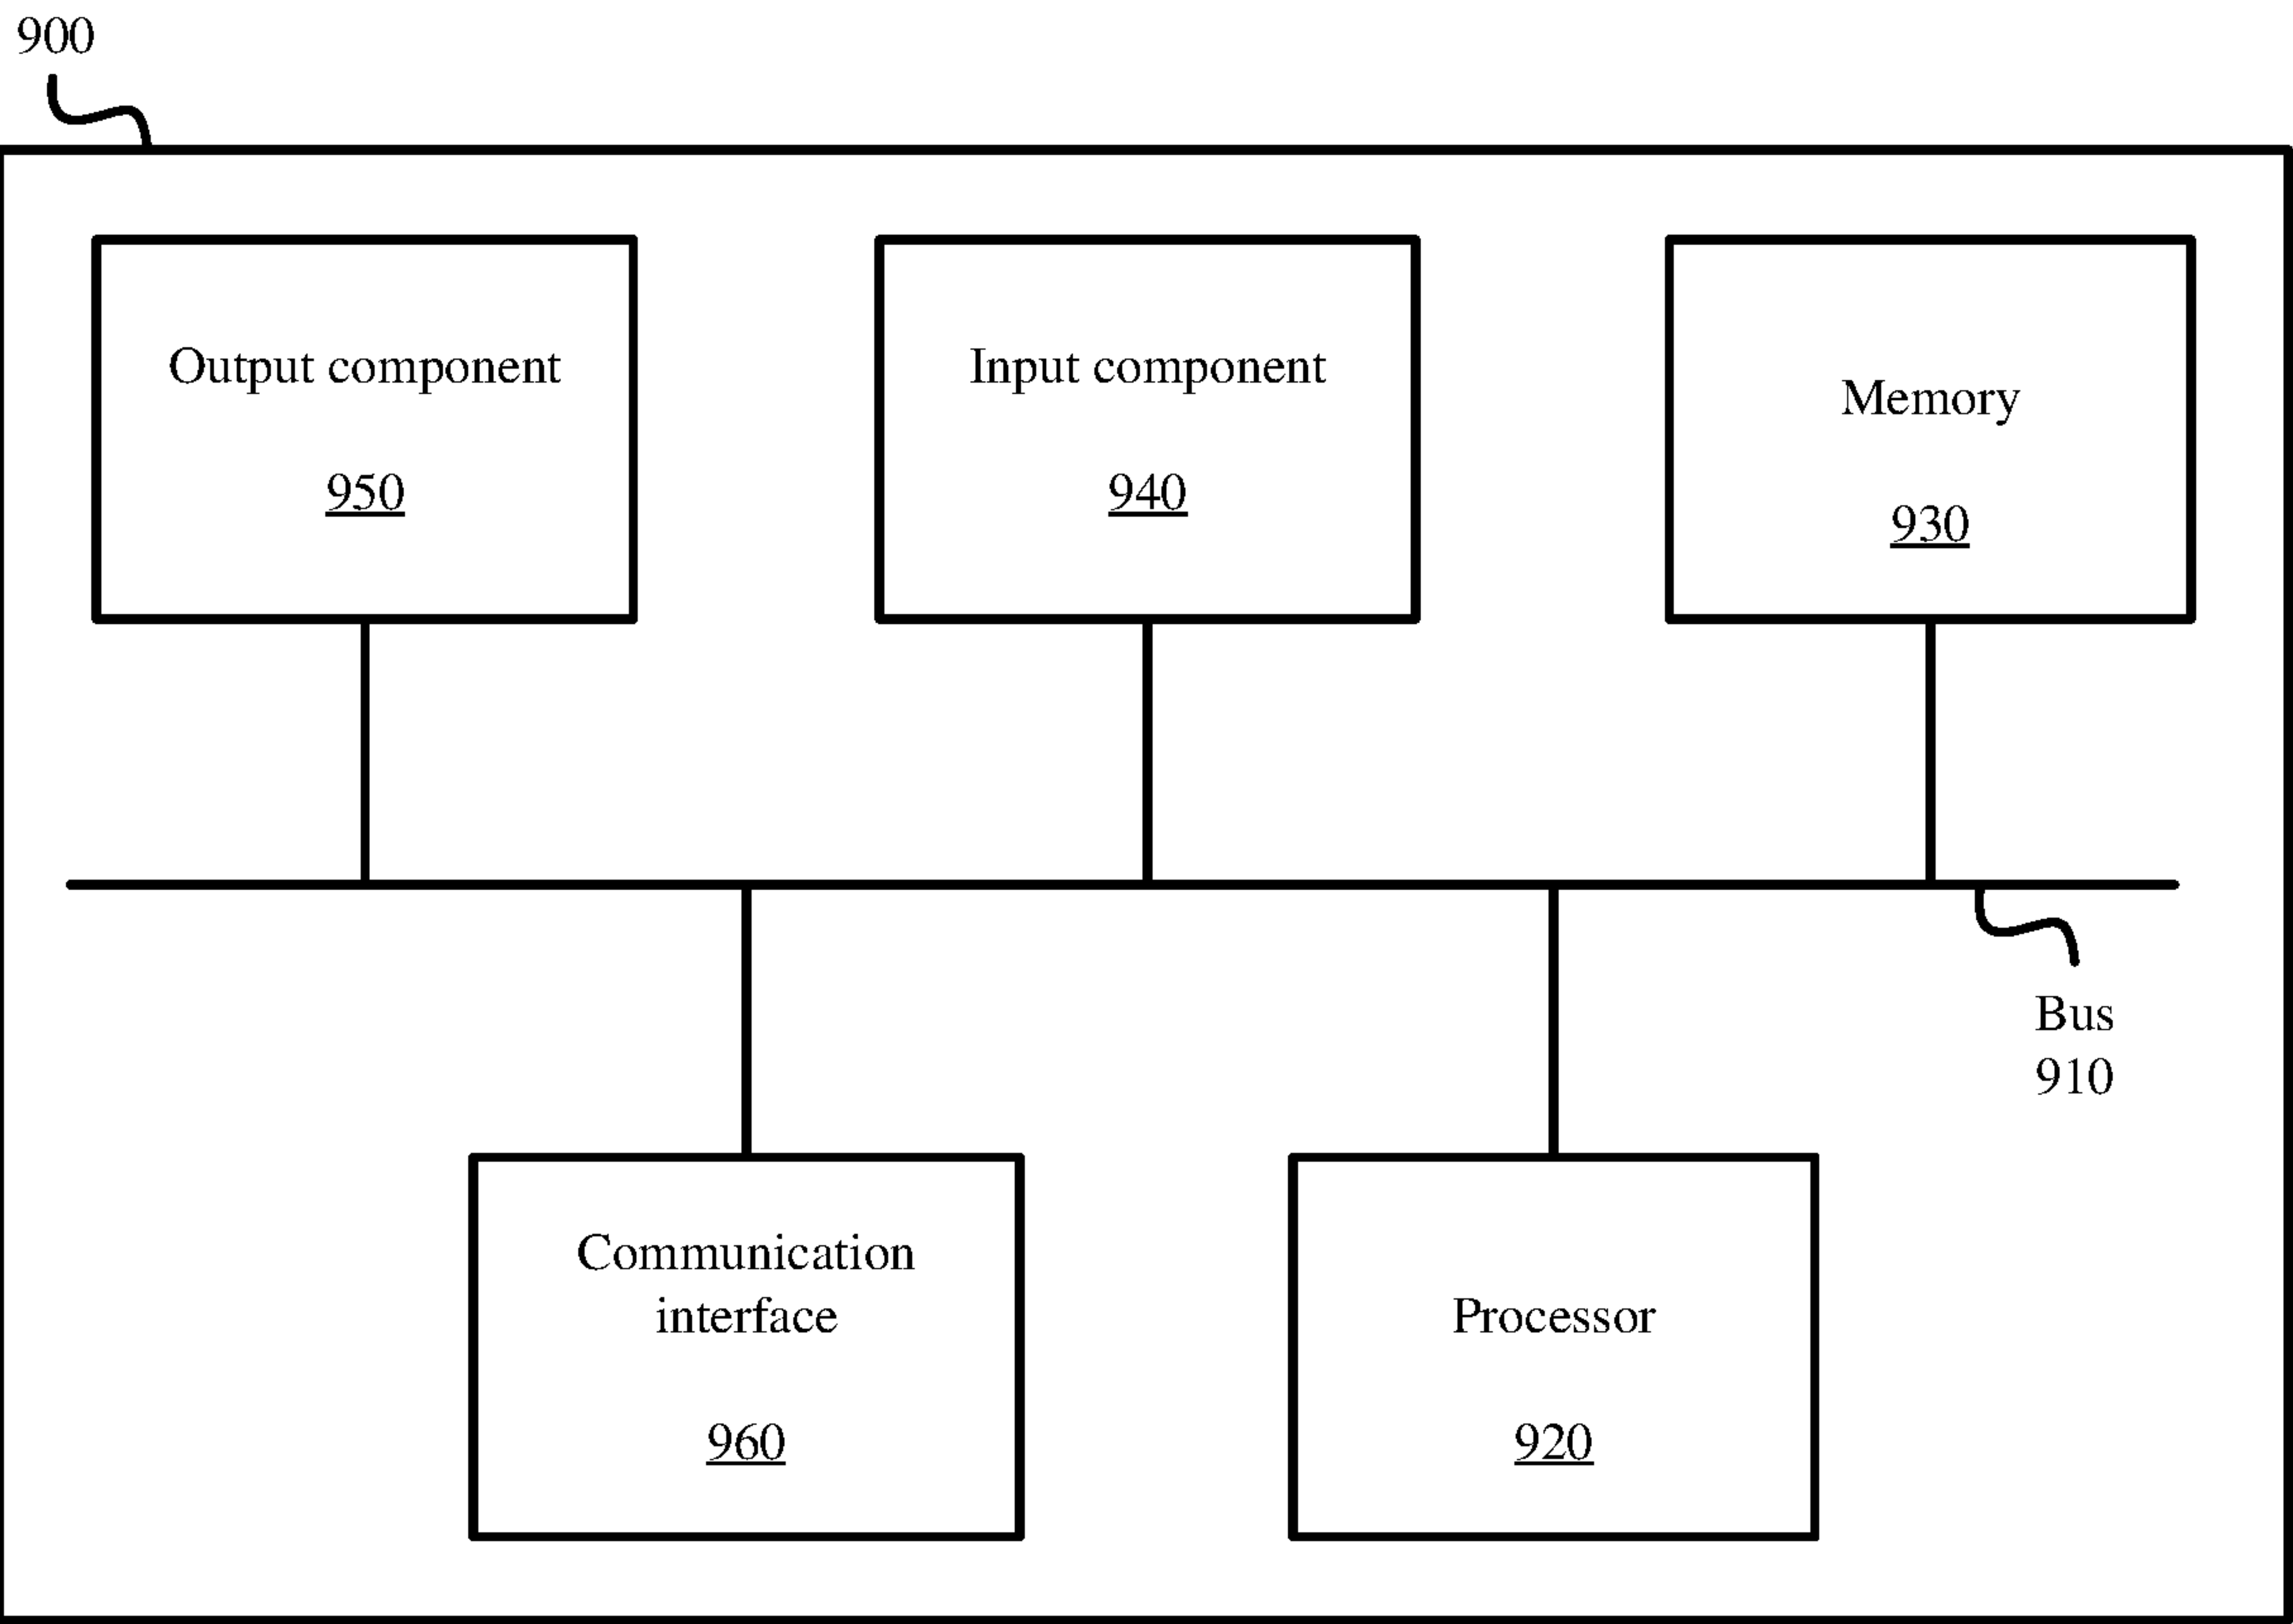 900
Output component
950
Input component
940
Memory
930
Bus
910
Communication
interface
960
Processor
920